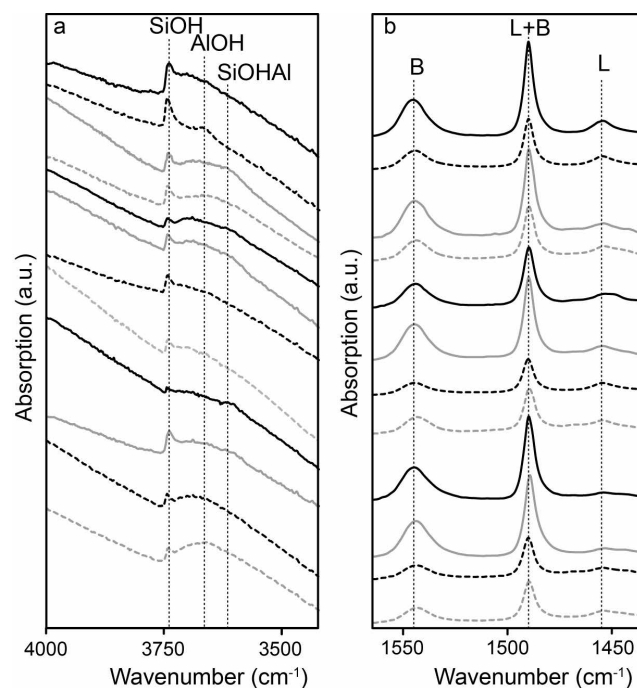 a
SiOH
AlOH
SiOHAl
Absorption (a.u.)
4000
3750
3500
Wavenumber (cm⁻¹)
b
B
L+B
L
Absorption (a.u.)
1550
1500
1450
Wavenumber (cm⁻¹)